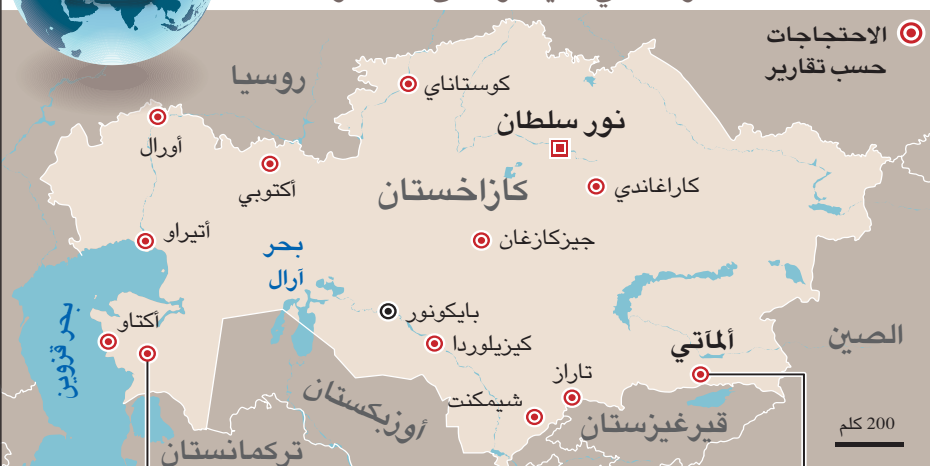 الاحتجاجات
حسب تقارير
روسيا
كوستاناي
نور سلطان
أورال
أكتوبي
كازاخستان
كاراغاندي
أتيراو
جيزكازغان
بحر
آرال
بحر قزوين
أكتاو
بايكونور
كيزيلوردا
ألمآتي
الصين
تاراز
شيمكنت
أوزبكستان
قيرغيزستان
تركمانستان
200 كلم